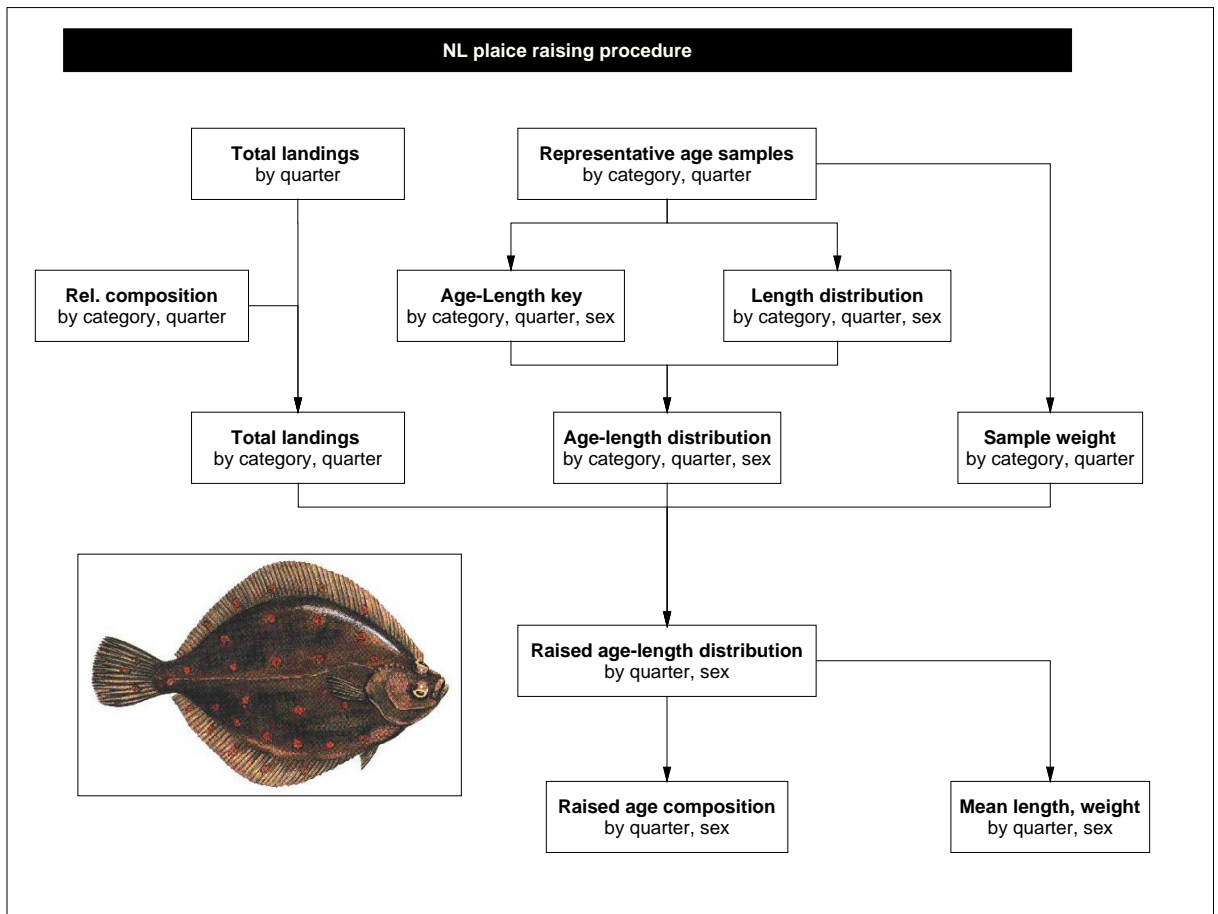 NL plaice raising procedure
Total landings
by quarter
Representative age samples
by category, quarter
Rel. composition
by category, quarter
Age-Length key
by category, quarter, sex
Length distribution
by category, quarter, sex
Total landings
by category, quarter
Age-length distribution
by category, quarter, sex
Sample weight
by category, quarter
Raised age-length distribution
by quarter, sex
Raised age composition
by quarter, sex
Mean length, weight
by quarter, sex